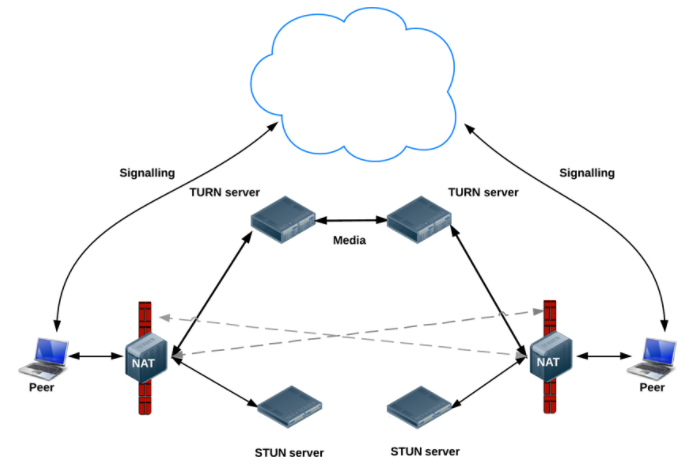 Signalling
Signalling
TURN server
TURN server
Media
NAT
NAT
Peer
Peer
STUN server
STUN server